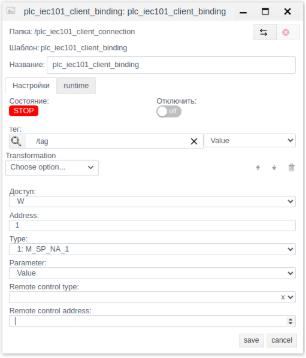 plc_iec101_client_binding: plc_iec101_client_binding
Папка: /plc_iec101_client_connection
Шаблон: plc_iec101_client_binding
Название: plc_iec101_client_binding
Настройки runtime
Состояние: Отключить:
STOP off
тег:
/tag Value
Transformation
Choose option...
Доступ:
W
Address:
1
Type:
1: M_SP_NA_1
Parameter:
Value
Remote control type:
x
Remote control address:
save cancel